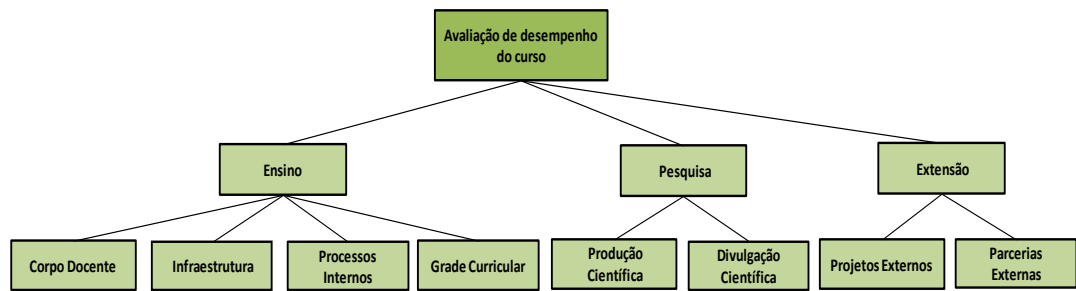 Avaliação de desempenho
do curso
Ensino
Pesquisa
Extensão
Corpo Docente
Infraestrutura
Processos
Internos
Grade Curricular
Produção
Científica
Divulgação
Científica
Projetos Externos
Parcerias
Externas